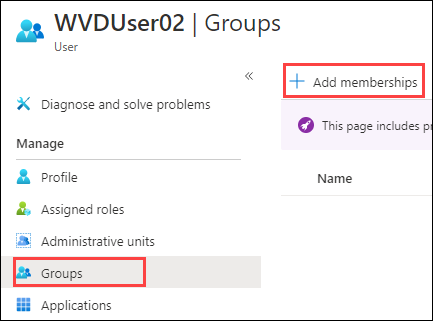 WVDUser02 | Groups
User
«
Diagnose and solve problems
Manage
Profile
Assigned roles
Administrative units
Groups
Applications
+ Add memberships
This page includes
Name